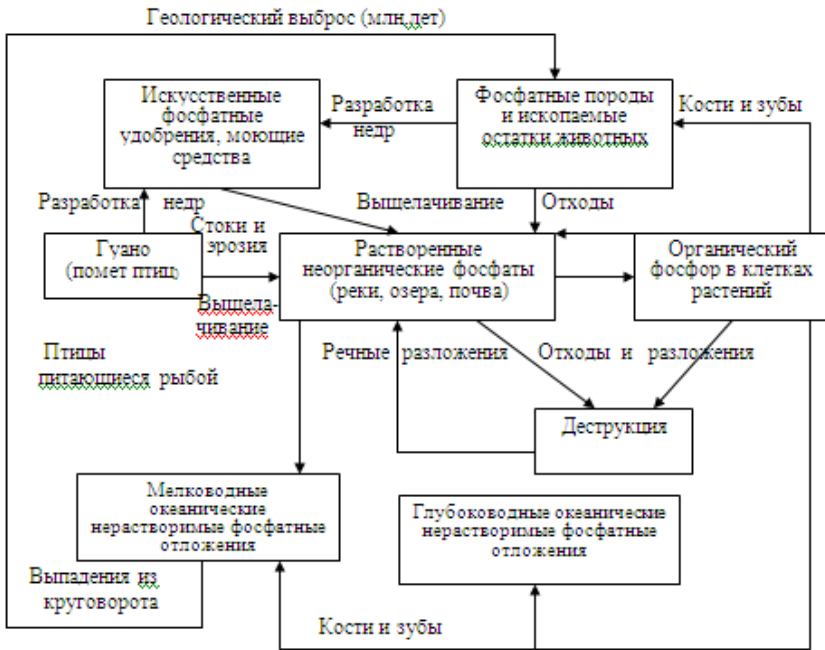 Геологический выброс (млн.лет)
Искусственные
фосфатные
удобрения, моющие
средства
Разработка
недр
Фосфатные породы
и ископаемые
остатки животных
Кости и зубы
Разработка недр
Стоки и
эрозия
Выщелачивание
Отходы
Гуано
(помет птиц)
Растворенные
неорганические фосфаты
(реки, озера, почва)
Органический
фосфор в клетках
растений
Выщела-
чивание
Птицы
питающиеся рыбой
Речные разложения
Отходы и разложения
Деструкция
Мелководные
океанические
нерастворимые фосфатные
отложения
Глубоководные океанические
нерастворимые фосфатные
отложения
Выпадения из
круговорота
Кости и зубы